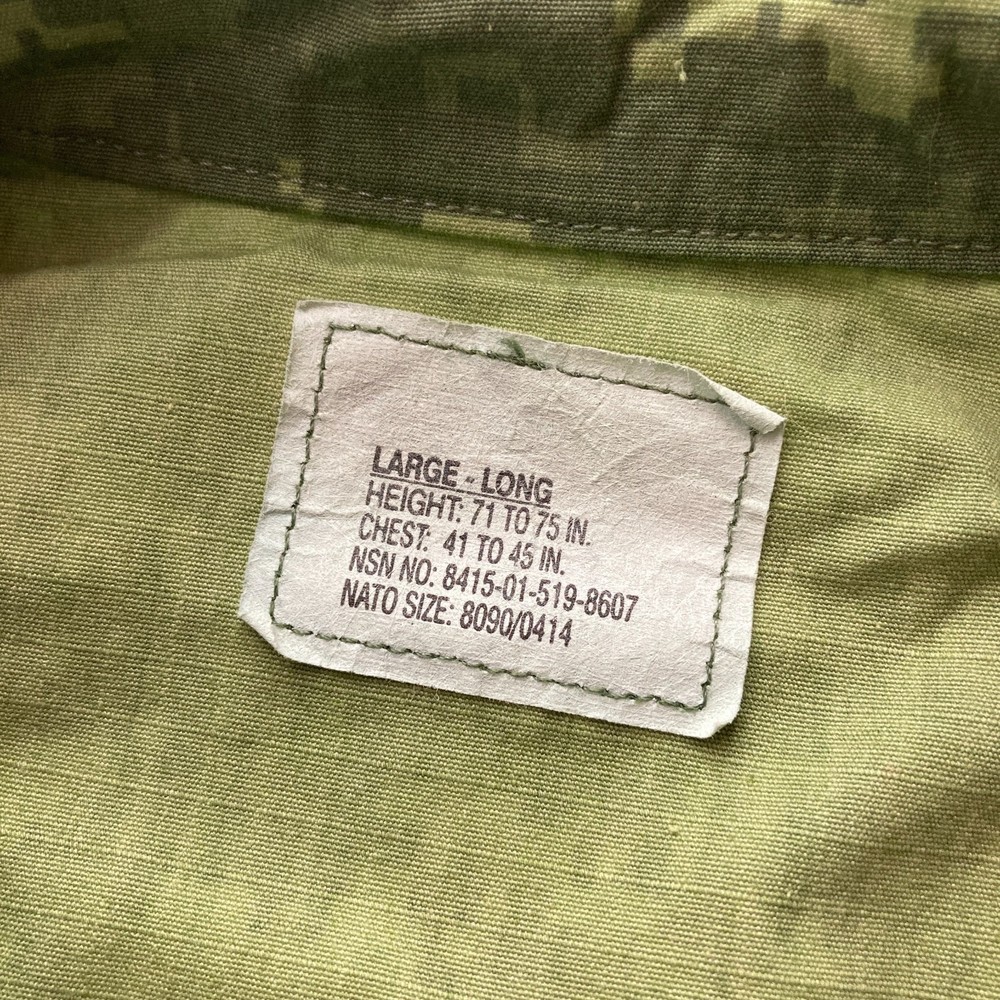 LARGE - LONG
HEIGHT: 71 TO 75 IN.
CHEST: 41 TO 45 IN.
NSN NO: 8415-01-519-8607
NATO SIZE: 8090/0414